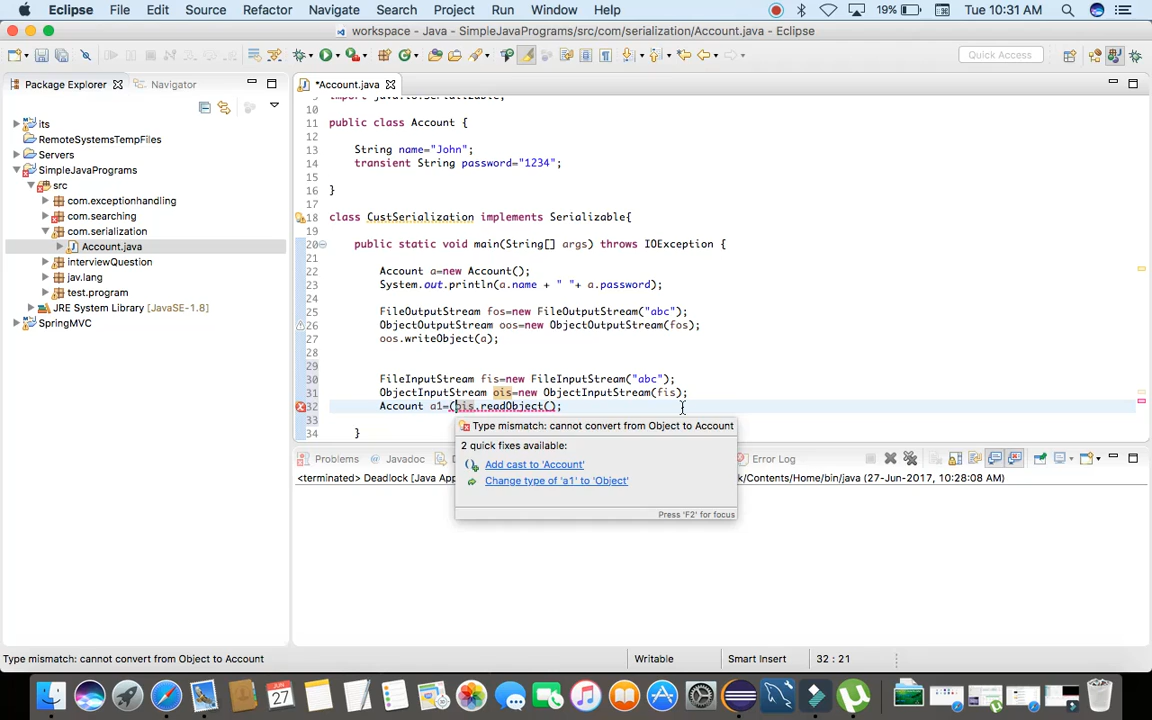 Eclipse File Edit Source Refactor Navigate Search Project Run Window Help 19% Tue 10:31 AM
workspace - Java - SimpleJavaPrograms/src/com/serialization/Account.java - Eclipse
Quick Access
Package Explorer Navigator
*Account.java
its
RemoteSystemsTempFiles
Servers
SimpleJavaPrograms
src
com.exceptionhandling
com.searching
com.serialization
Account.java
interviewQuestion
jav.lang
test.program
JRE System Library [JavaSE-1.8]
SpringMVC
9 import java.io.Serializable;
10
11 public class Account {
12
13 String name="John";
14 transient String password="1234";
15
16 }
17
18 class CustSerialization implements Serializable{
19
20 public static void main(String[] args) throws IOException {
21
22 Account a=new Account();
23 System.out.println(a.name + " "+ a.password);
24
25 FileOutputStream fos=new FileOutputStream("abc");
26 ObjectOutputStream oos=new ObjectOutputStream(fos);
27 oos.writeObject(a);
28
29
30 FileInputStream fis=new FileInputStream("abc");
31 ObjectInputStream ois=new ObjectInputStream(fis);
32 Account a1=(ois.readObject();
33
34 }
Type mismatch: cannot convert from Object to Account
2 quick fixes available:
Add cast to 'Account'
Change type of 'a1' to 'Object'
Press 'F2' for focus
Problems Javadoc Error Log
<terminated> Deadlock [Java App k/Contents/Home/bin/java (27-Jun-2017, 10:28:08 AM)
Type mismatch: cannot convert from Object to Account Writable Smart Insert 32 : 21
27